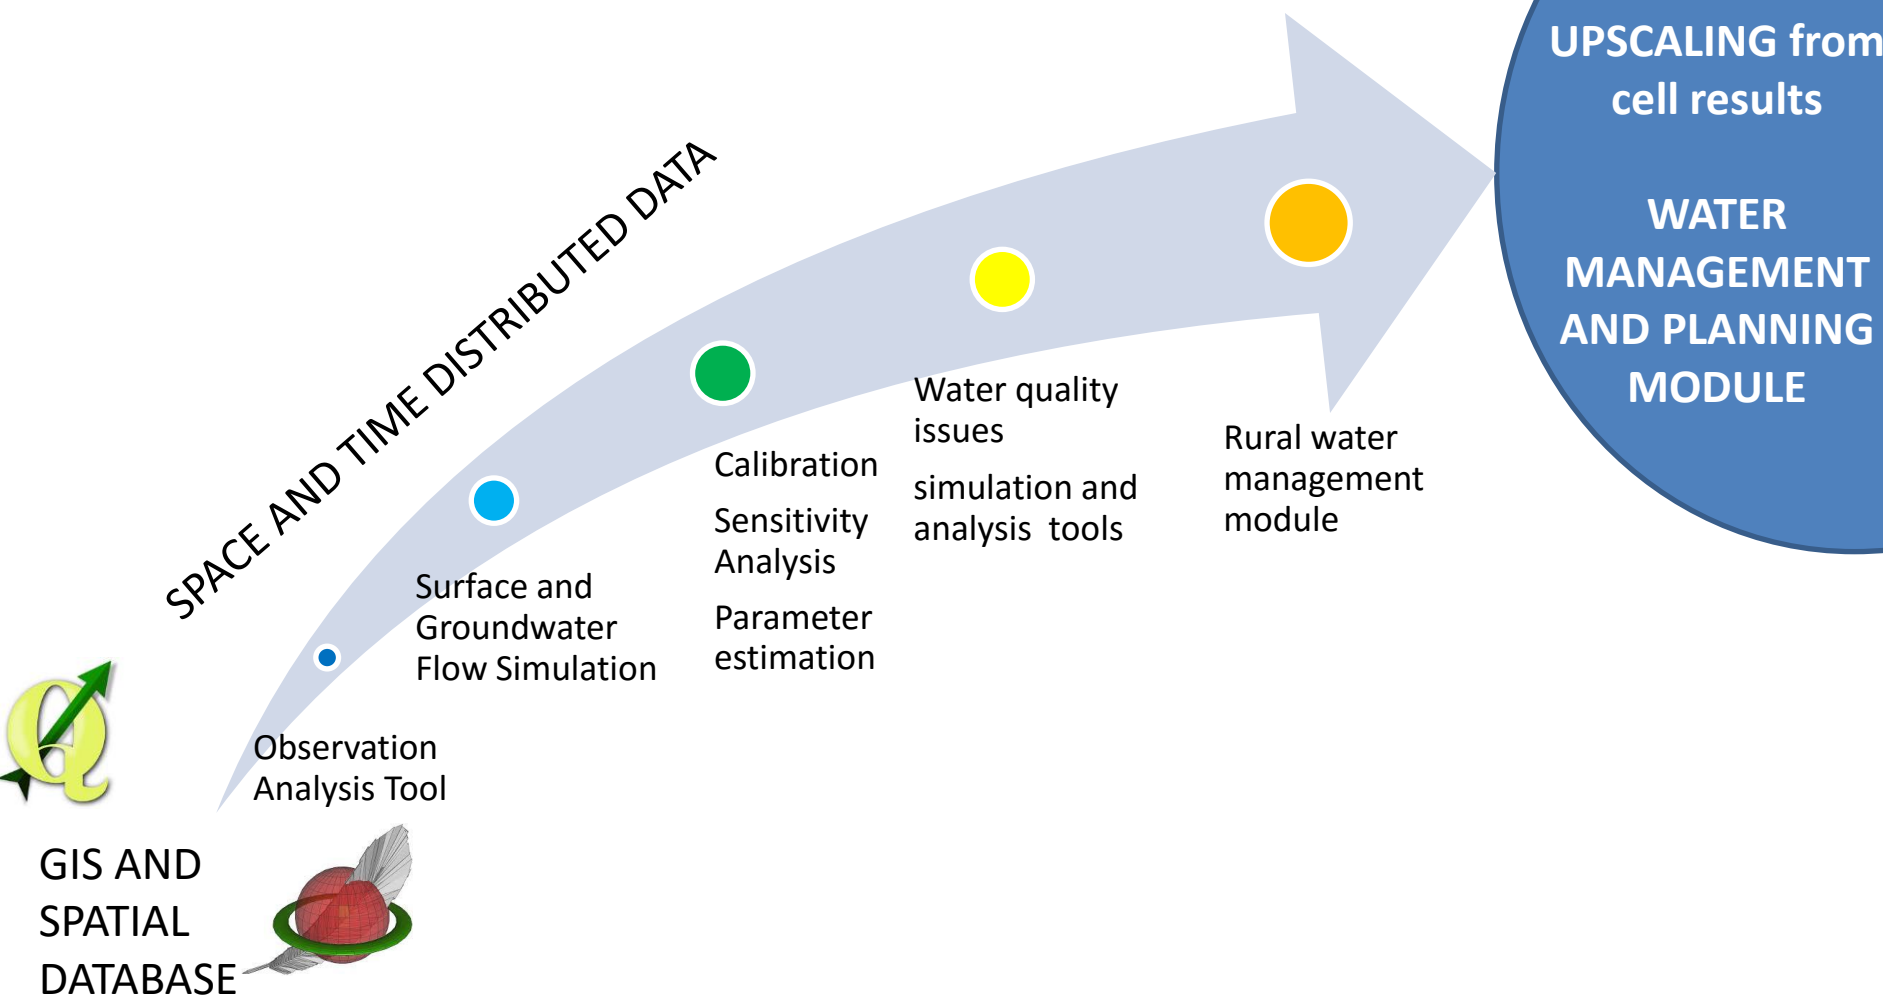 UPSCALING from
cell results
WATER
MANAGEMENT
AND PLANNING
MODULE
SPACE AND TIME DISTRIBUTED DATA
Water quality
issues
simulation and
analysis tools
Rural water
management
module
Calibration
Sensitivity
Analysis
Parameter
estimation
Surface and
Groundwater
Flow Simulation
Observation
Analysis Tool
Q
GIS AND
SPATIAL
DATABASE